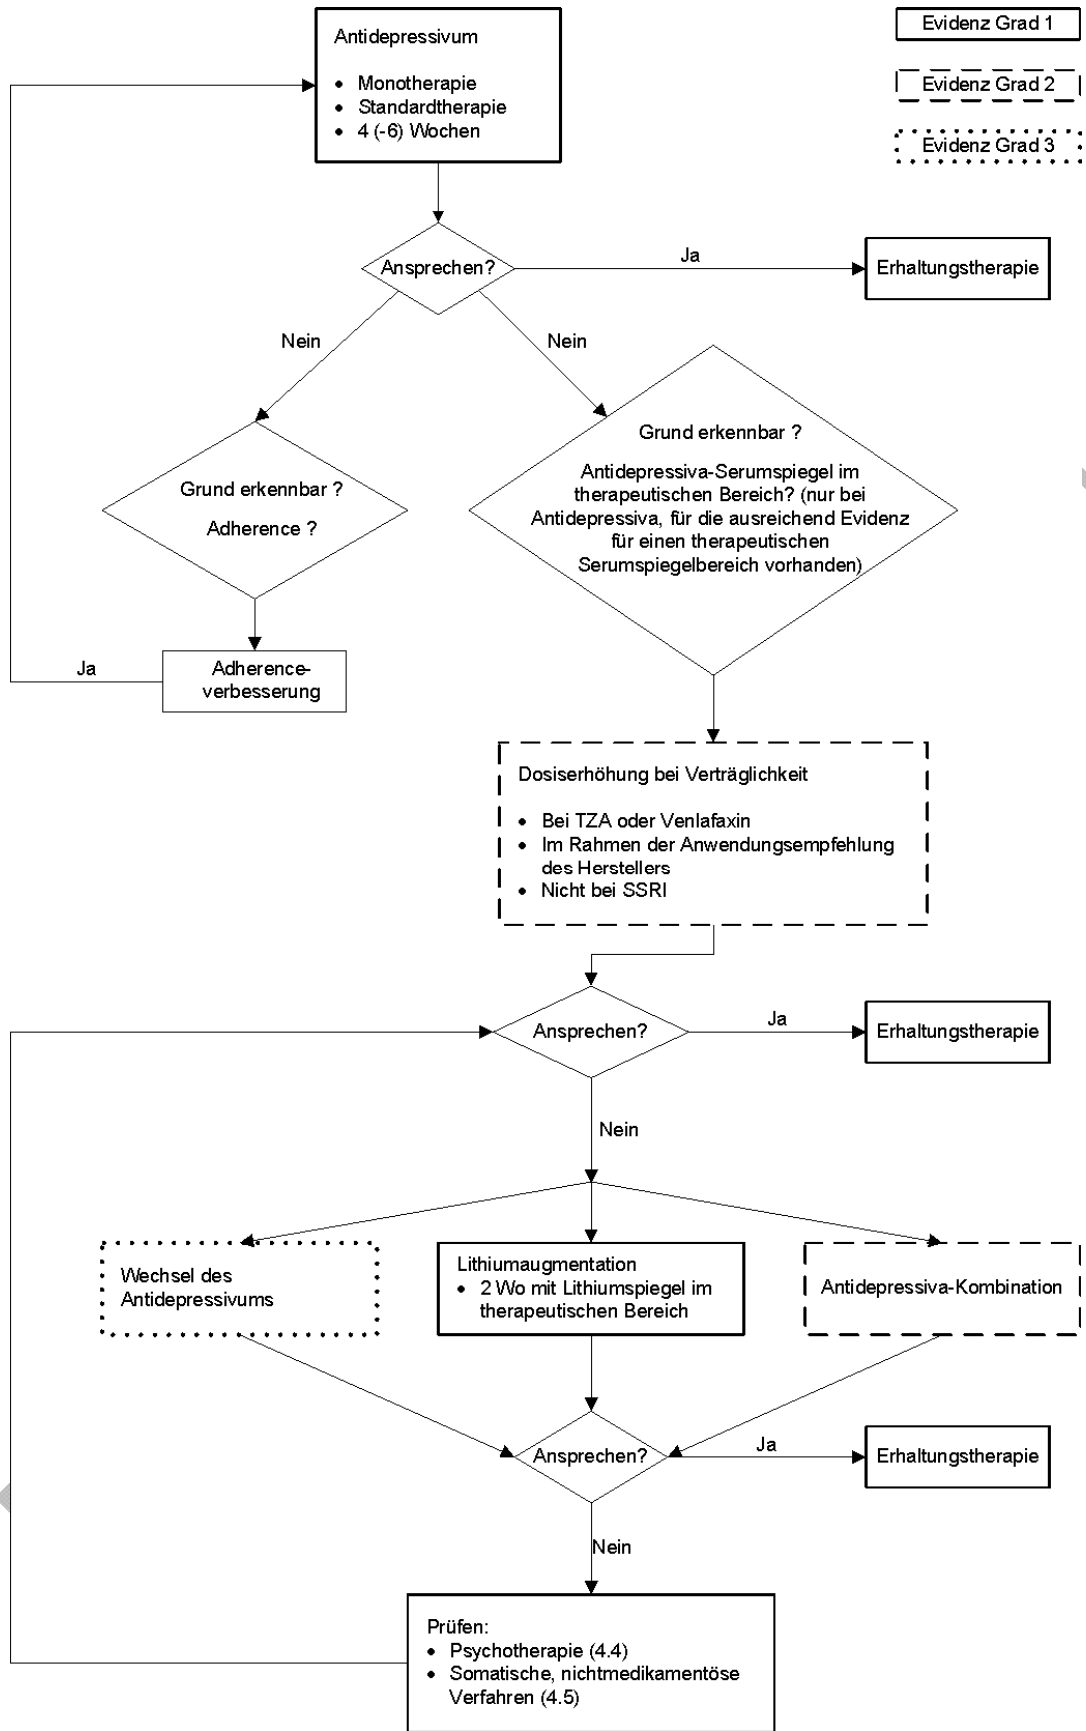 Antidepressivum
• Monotherapie
• Standardtherapie
• 4 (-6) Wochen
Evidenz Grad 1
Evidenz Grad 2
Evidenz Grad 3
Ansprechen?
Ja
Erhaltungstherapie
Nein
Nein
Grund erkennbar ?
Adherence ?
Grund erkennbar ?
Antidepressiva-Serumspiegel im
therapeutischen Bereich? (nur bei
Antidepressiva, für die ausreichend Evidenz
für einen therapeutischen
Serumspiegelbereich vorhanden)
Ja
Adherence-
verbesserung
Dosiserhöhung bei Verträglichkeit
• Bei TZA oder Venlafaxin
• Im Rahmen der Anwendungsempfehlung
des Herstellers
• Nicht bei SSRI
Ansprechen?
Ja
Erhaltungstherapie
Nein
Wechsel des
Antidepressivums
Lithiumaugmentation
• 2 Wo mit Lithiumspiegel im
therapeutischen Bereich
Antidepressiva-Kombination
Ansprechen?
Ja
Erhaltungstherapie
Nein
Prüfen:
• Psychotherapie (4.4)
• Somatische, nichtmedikamentöse
Verfahren (4.5)